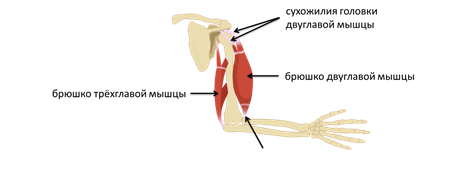 сухожилия головки
двуглавой мышцы
брюшко двуглавой мышцы
брюшко трёхглавой мышцы